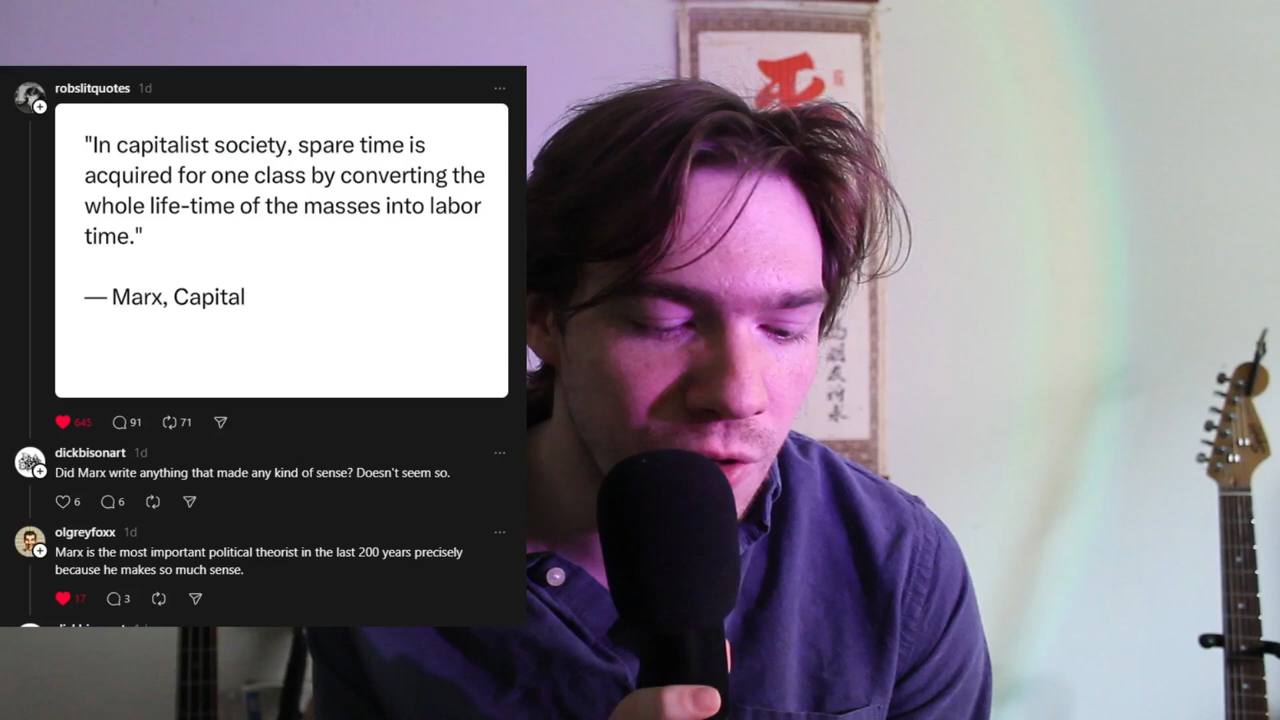 robslitquotes 1d
"In capitalist society, spare time is
acquired for one class by converting the
whole life-time of the masses into labor
time."
— Marx, Capital
645 91 71
dickbisonart 1d
Did Marx write anything that made any kind of sense? Doesn't seem so.
6 6
olgreyfoxx 1d
Marx is the most important political theorist in the last 200 years precisely
because he makes so much sense.
17 3